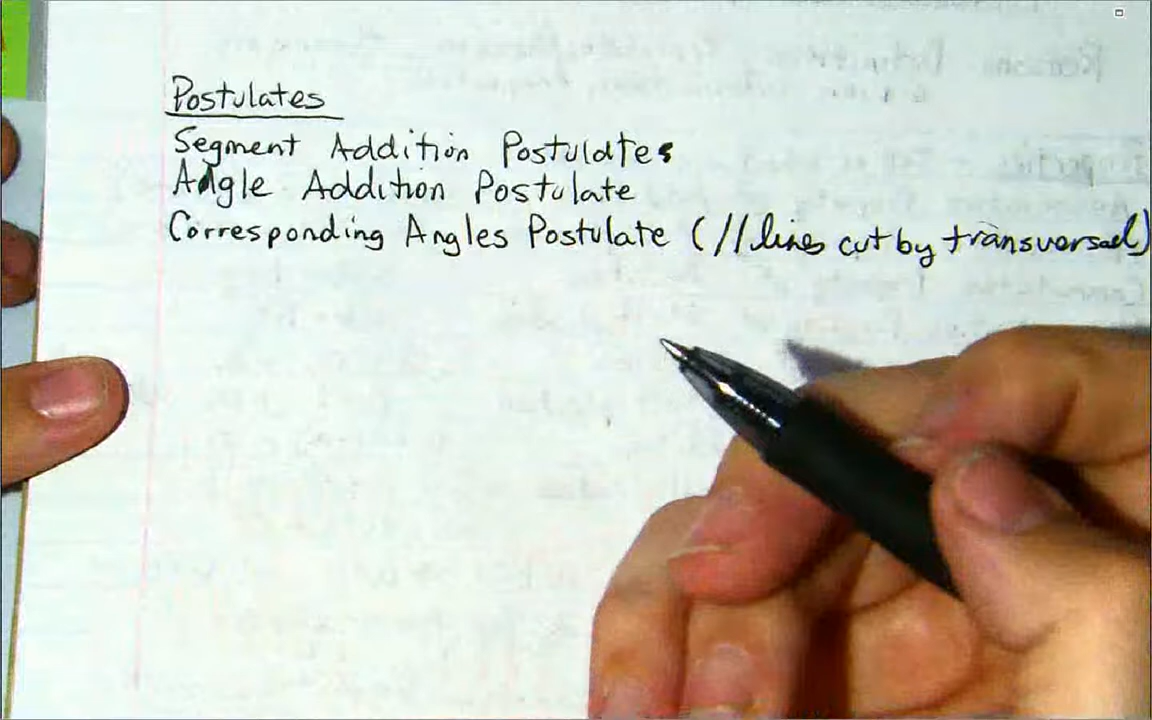 Postulates
Segment Addition Postulates
Angle Addition Postulate
Corresponding Angles Postulate (// lines cut by transversal)